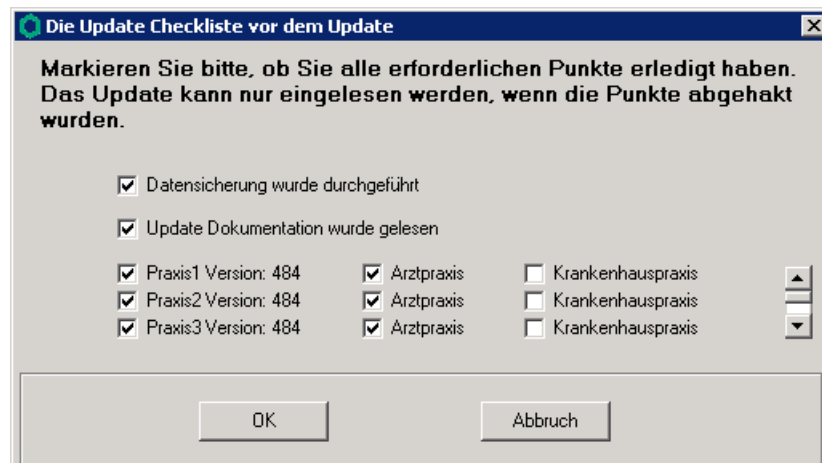 Die Update Checkliste vor dem Update
Markieren Sie bitte, ob Sie alle erforderlichen Punkte erledigt haben.
Das Update kann nur eingelesen werden, wenn die Punkte abgehakt
wurden.
Datensicherung wurde durchgeführt
Update Dokumentation wurde gelesen
Praxis1 Version: 484 Arztpraxis Krankenhauspraxis
Praxis2 Version: 484 Arztpraxis Krankenhauspraxis
Praxis3 Version: 484 Arztpraxis Krankenhauspraxis
OK Abbruch